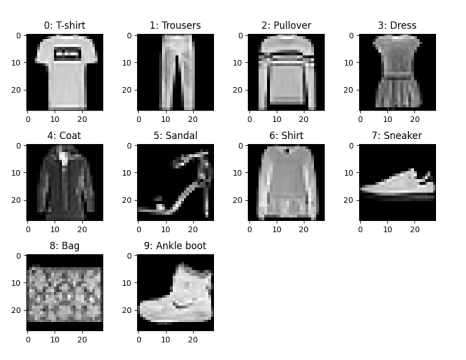 0: T-shirt 1: Trousers 2: Pullover 3: Dress
0 0 0 0
10 10 10 10
20 20 20 20
0 10 20 0 10 20 0 10 20 0 10 20
4: Coat 5: Sandal 6: Shirt 7: Sneaker
0 0 0 0
10 10 10 10
20 20 20 20
0 10 20 0 10 20 0 10 20 0 10 20
8: Bag 9: Ankle boot
0 0
10 10
20 20
0 10 20 0 10 20